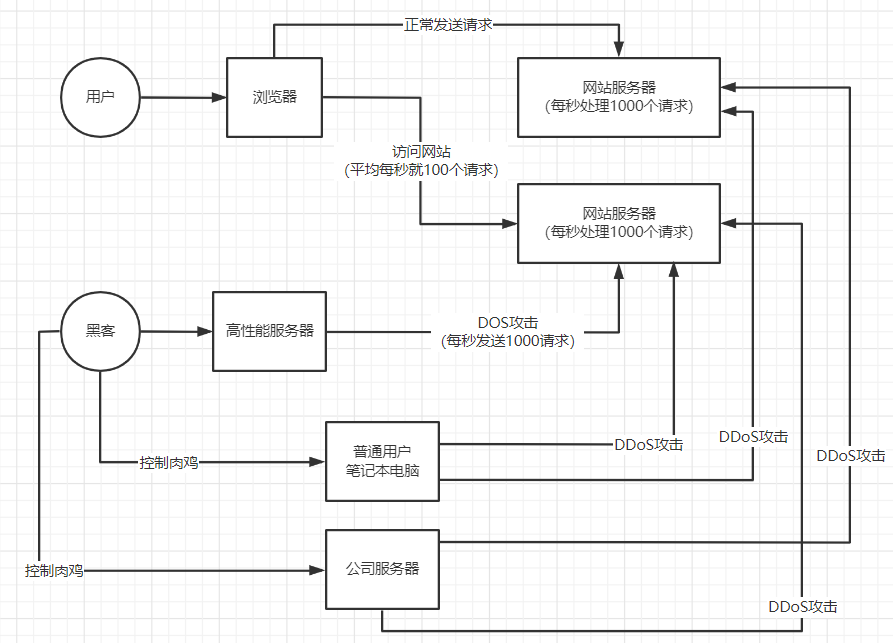 正常发送请求
用户
浏览器
网站服务器
(每秒处理1000个请求)
访问网站
(平均每秒就100个请求)
网站服务器
(每秒处理1000个请求)
黑客
高性能服务器
DOS攻击
(每秒发送1000请求)
普通用户
笔记本电脑
控制肉鸡
DDoS攻击
DDoS攻击
DDoS攻击
控制肉鸡
公司服务器
DDoS攻击